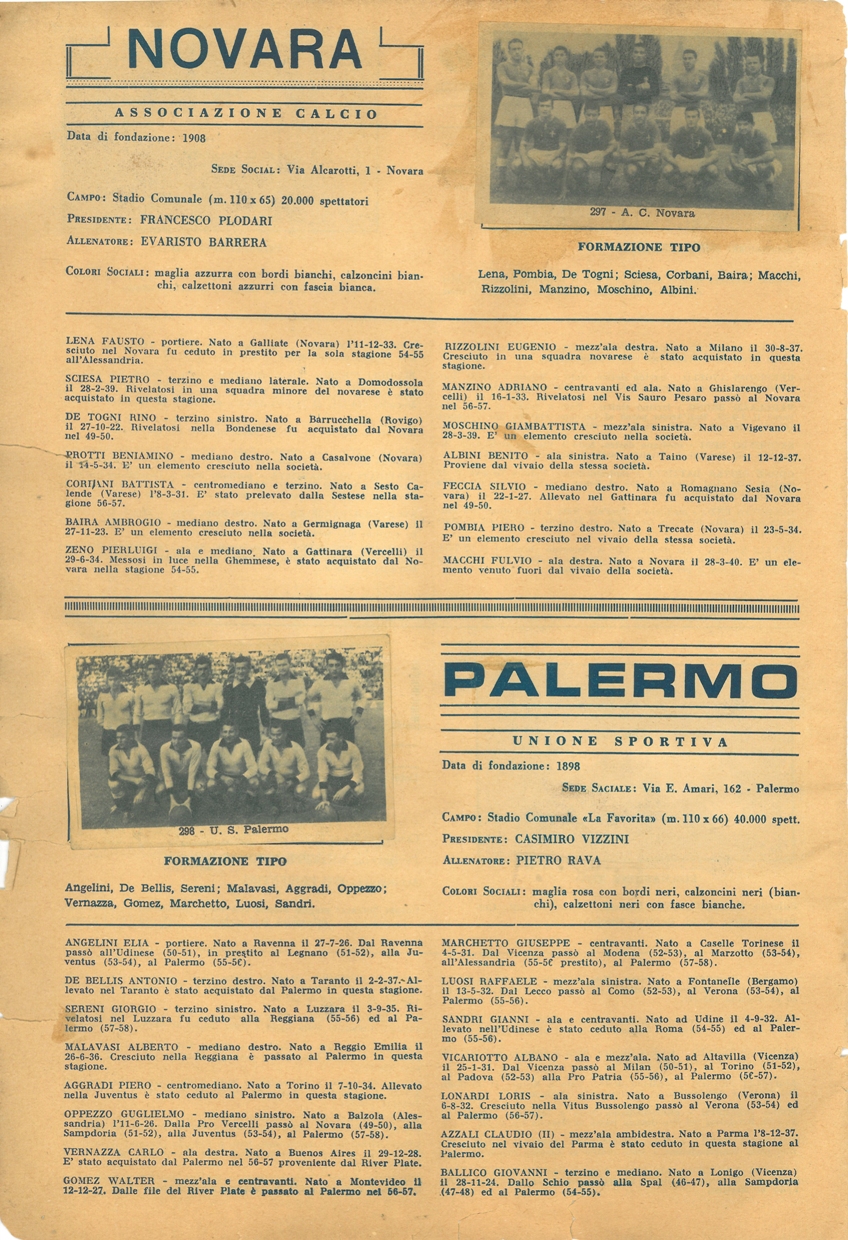 NOVARA
ASSOCIAZIONE CALCIO
Data di fondazione: 1908
SEDE SOCIAL: Via Alcarotti, 1 - Novara
CAMPO: Stadio Comunale (m. 110 x 65) 20.000 spettatori
PRESIDENTE: FRANCESCO PLODARI
ALLENATORE: EVARISTO BARRERA
COLORI SOCIALI: maglia azzurra con bordi bianchi, calzoncini bian-
chi, calzettoni azzurri con fascia bianca.
297 - A. C. Novara
FORMAZIONE TIPO
Lena, Pombia, De Togni; Sciesa, Corbani, Baira; Macchi,
Rizzolini, Manzino, Moschino, Albini.
LENA FAUSTO - portiere. Nato a Galliate (Novara) l'11-12-33. Cre-
sciuto nel Novara fu ceduto in prestito per la sola stagione 54-55
all'Alessandria.
SCIESA PIETRO - terzino e mediano laterale. Nato a Domodossola
il 28-2-39. Rivelatosi in una squadra minore del novarese è stato
acquistato in questa stagione.
DE TOGNI RINO - terzino sinistro. Nato a Barrucchella (Rovigo)
il 27-10-22. Rivelatosi nella Bondenese fu acquistato dal Novara
nel 49-50.
PROTTI BENIAMINO - mediano destro. Nato a Casalvone (Novara)
il 14-5-34. E' un elemento cresciuto nella società.
CORBANI BATTISTA - centromediano e terzino. Nato a Sesto Ca-
lende (Varese) l'8-3-31. E' stato prelevato dalla Sestese nella sta-
gione 56-57.
BAIRA AMBROGIO - mediano destro. Nato a Germignaga (Varese) il
27-11-23. E' un elemento cresciuto nella società.
ZENO PIERLUIGI - ala e mediano. Nato a Gattinara (Vercelli) il
29-6-34. Messosi in luce nella Ghemmese, è stato acquistato dal No-
vara nella stagione 54-55.
RIZZOLINI EUGENIO - mezz'ala destra. Nato a Milano il 30-8-37.
Cresciuto in una squadra novarese è stato acquistato in questa
stagione.
MANZINO ADRIANO - centravanti ed ala. Nato a Ghislarengo (Ver-
celli) il 16-1-33. Rivelatosi nel Vis Sauro Pesaro passò al Novara
nel 56-57.
MOSCHINO GIAMBATTISTA - mezz'ala sinistra. Nato a Vigevano il
28-3-39. E' un elemento cresciuto nella società.
ALBINI BENITO - ala sinistra. Nato a Taino (Varese) il 12-12-37.
Proviene dal vivaio della stessa società.
FECCIA SILVIO - mediano destro. Nato a Romagnano Sesia (No-
vara) il 22-1-27. Allevato nel Gattinara fu acquistato dal Novara
nel 49-50.
POMBIA PIERO - terzino destro. Nato a Trecate (Novara) il 23-5-34.
E' un elemento cresciuto nel vivaio della stessa società.
MACCHI FULVIO - ala destra. Nato a Novara il 28-3-40. E' un ele-
mento venuto fuori dal vivaio della società.
298 - U. S. Palermo
FORMAZIONE TIPO
Angelini, De Bellis, Sereni; Malavasi, Aggradi, Oppezzo;
Vernazza, Gomez, Marchetto, Luosi, Sandri.
PALERMO
UNIONE SPORTIVA
Data di fondazione: 1898
SEDE SACIALE: Via E. Amari, 162 - Palermo
CAMPO: Stadio Comunale «La Favorita» (m. 110 x 66) 40.000 spett.
PRESIDENTE: CASIMIRO VIZZINI
ALLENATORE: PIETRO RAVA
COLORI SOCIALI: maglia rosa con bordi neri, calzoncini neri (bian-
chi), calzettoni neri con fasce bianche.
ANGELINI ELIA - portiere. Nato a Ravenna il 27-7-26. Dal Ravenna
passò all'Udinese (50-51), in prestito al Legnano (51-52), alla Ju-
ventus (53-54), al Palermo (55-56).
DE BELLIS ANTONIO - terzino destro. Nato a Taranto il 2-2-37. Al-
levato nel Taranto è stato acquistato dal Palermo in questa stagione.
SERENI GIORGIO - terzino sinistro. Nato a Luzzara il 3-9-35. Ri-
velatosi nel Luzzara fu ceduto alla Reggiana (55-56) ed al Pa-
lermo (57-58).
MALAVASI ALBERTO - mediano destro. Nato a Reggio Emilia il
26-6-36. Cresciuto nella Reggiana è passato al Palermo in questa
stagione.
AGGRADI PIERO - centromediano. Nato a Torino il 7-10-34. Allevato
nella Juventus è stato ceduto al Palermo in questa stagione.
OPPEZZO GUGLIELMO - mediano sinistro. Nato a Balzola (Ales-
sandria) l'11-6-26. Dalla Pro Vercelli passò al Novara (49-50), alla
Sampdoria (51-52), alla Juventus (53-54), al Palermo (57-58).
VERNAZZA CARLO - ala destra. Nato a Buenos Aires il 29-12-28.
E' stato acquistato dal Palermo nel 56-57 proveniente dal River Plate.
GOMEZ WALTER - mezz'ala e centravanti. Nato a Montevideo il
12-12-27. Dalle file del River Plate è passato al Palermo nel 56-57.
MARCHETTO GIUSEPPE - centravanti. Nato a Caselle Torinese il
4-5-31. Dal Vicenza passò al Modena (52-53), al Marzotto (53-54),
all'Alessandria (55-56 prestito), al Palermo (57-58).
LUOSI RAFFAELE - mezz'ala sinistra. Nato a Fontanelle (Bergamo)
il 13-5-32. Dal Lecco passò al Como (52-53), al Verona (53-54), al
Palermo (55-56).
SANDRI GIANNI - ala e centravanti. Nato ad Udine il 4-9-32. Al-
levato nell'Udinese è stato ceduto alla Roma (54-55) ed al Paler-
mo (55-56).
VICARIOTTO ALBANO - ala e mezz'ala. Nato ad Altavilla (Vicenza)
il 25-1-31. Dal Vicenza passò al Milan (50-51), al Torino (51-52),
al Padova (52-53) alla Pro Patria (55-56), al Palermo (56-57).
LONARDI LORIS - ala sinistra. Nato a Bussolengo (Verona) il
6-8-32. Cresciuto nella Vitus Bussolengo passò al Verona (53-54) ed
al Palermo (56-57).
AZZALI CLAUDIO (II) - mezz'ala ambidestra. Nato a Parma l'8-12-37.
Cresciuto nel vivaio del Parma è stato ceduto in questa stagione al
Palermo.
BALLICO GIOVANNI - terzino e mediano. Nato a Lonigo (Vicenza)
il 28-11-24. Dallo Schio passò alla Spal (46-47), alla Sampdoria
(47-48) ed al Palermo (54-55).